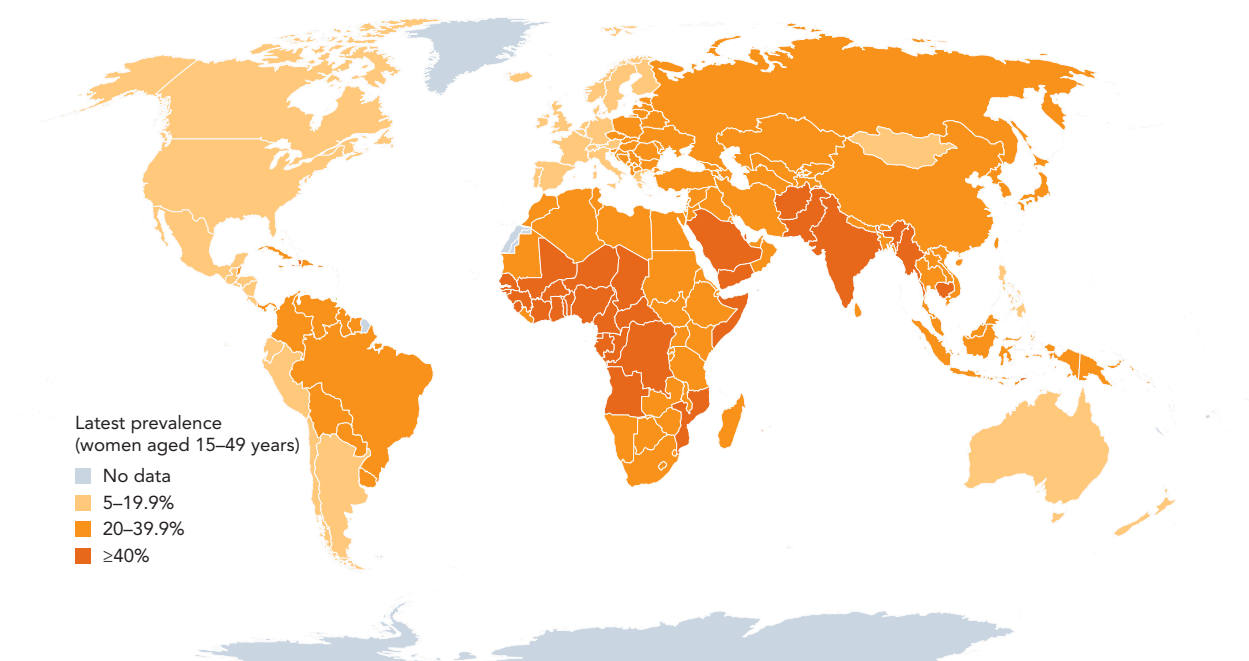 Latest prevalence
(women aged 15–49 years)
No data
5–19.9%
20–39.9%
≥40%